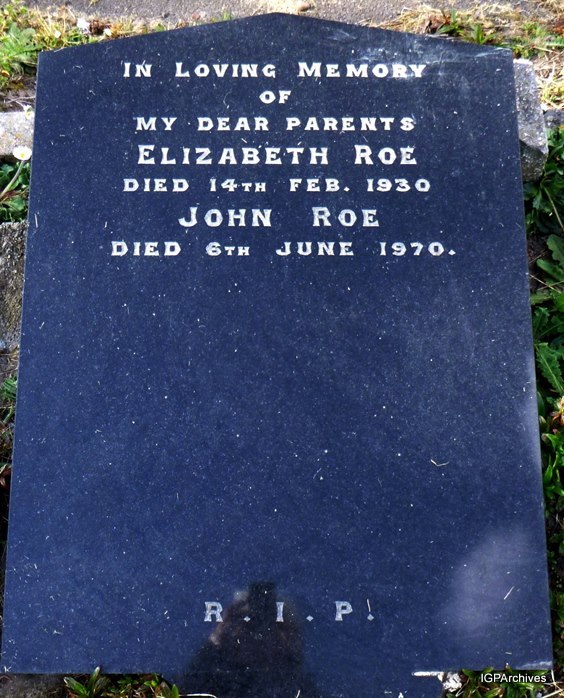 In Loving Memory
of
my dear parents
Elizabeth Roe
died 14th Feb. 1930
John Roe
died 6th June 1970.
R. I. P.
IGPArchives